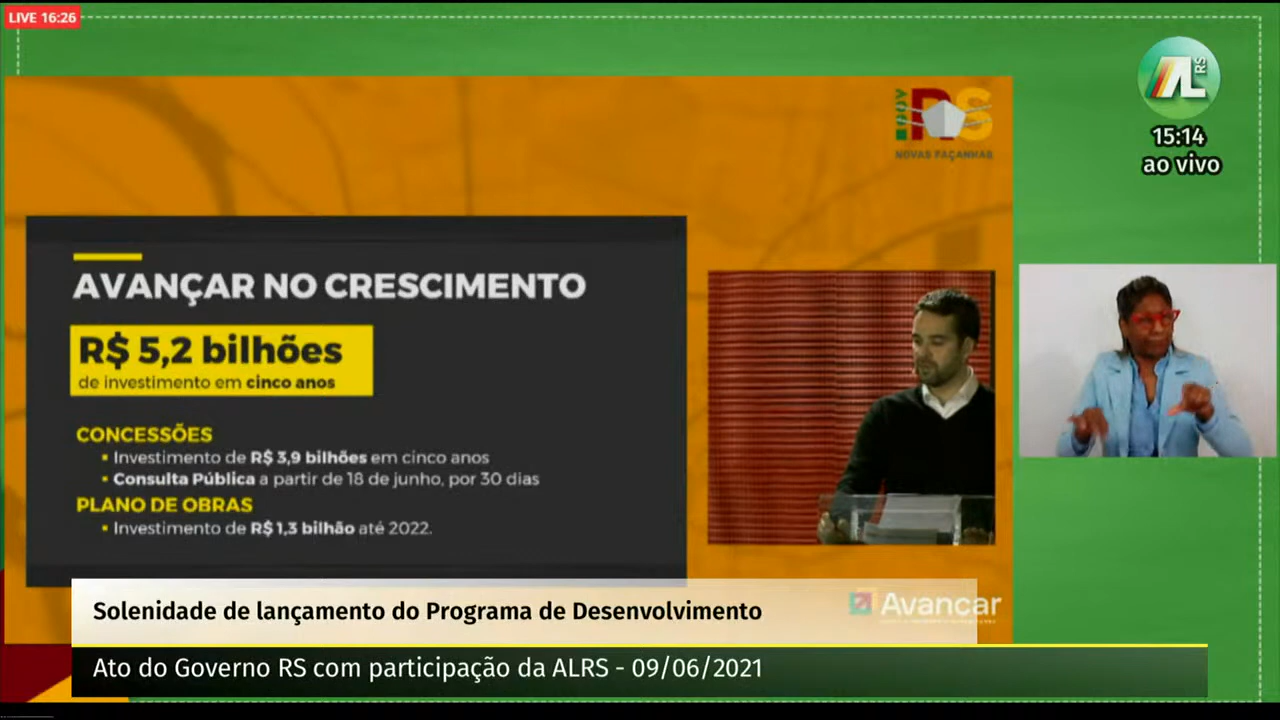 LIVE 16:26
RS
15:14
ao vivo
GOV
RS
NOVAS FAÇANHAS
AVANÇAR NO CRESCIMENTO
R$ 5,2 bilhões
de investimento em cinco anos
CONCESSÕES
▪ Investimento de R$ 3,9 bilhões em cinco anos
▪ Consulta Pública a partir de 18 de junho, por 30 dias
PLANO DE OBRAS
▪ Investimento de R$ 1,3 bilhão até 2022.
Solenidade de lançamento do Programa de Desenvolvimento
Avançar
Ato do Governo RS com participação da ALRS - 09/06/2021